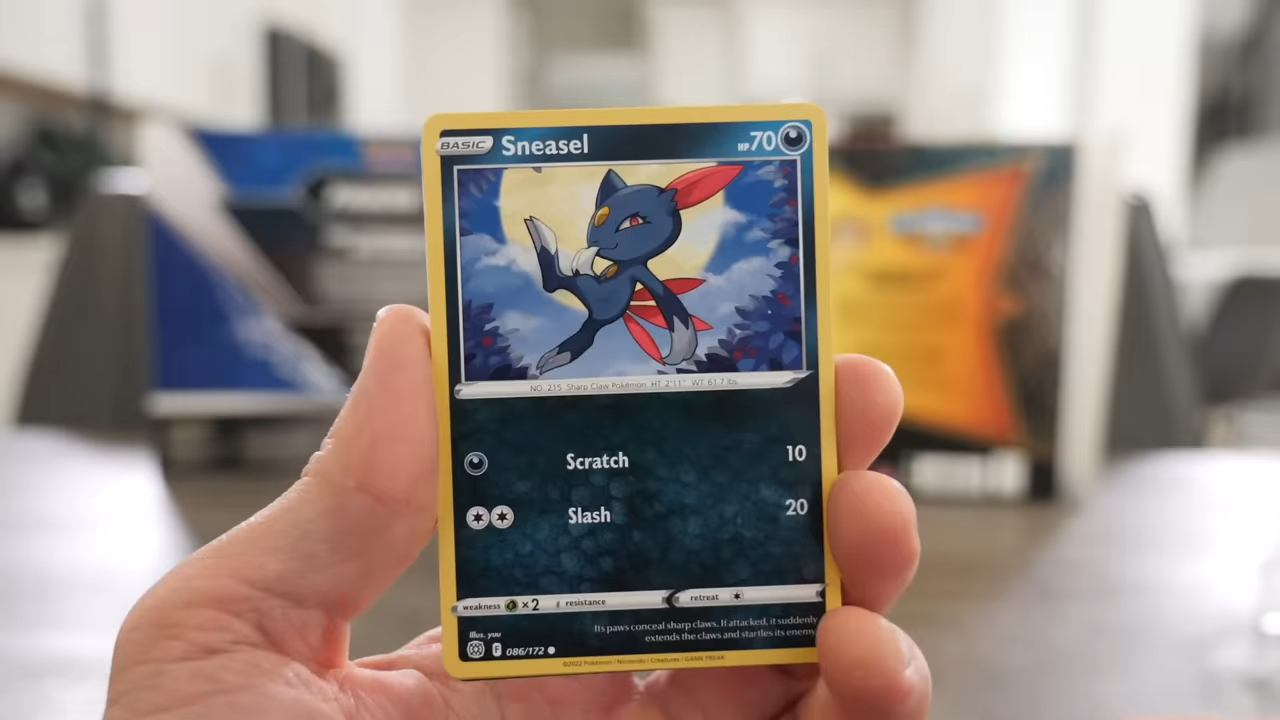 BASIC Sneasel HP 70
NO. 215 Sharp Claw Pokémon HT 2'11" WT 61.7 lbs.
Scratch 10
Slash 20
weakness ×2 resistance retreat
Its paws conceal sharp claws. If attacked, it suddenly
extends the claws and startles its enemy.
Illus. yuu
F 086/172
©2022 Pokémon / Nintendo / Creatures / GAME FREAK